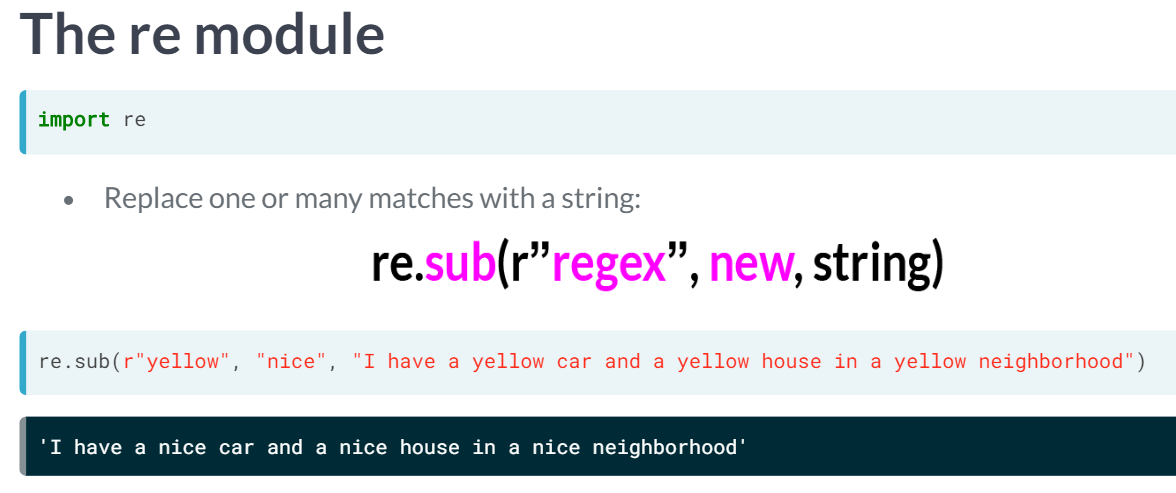 The re module
import re
• Replace one or many matches with a string:
re.sub(r”regex”, new, string)
re.sub(r"yellow", "nice", "I have a yellow car and a yellow house in a yellow neighborhood")
'I have a nice car and a nice house in a nice neighborhood'